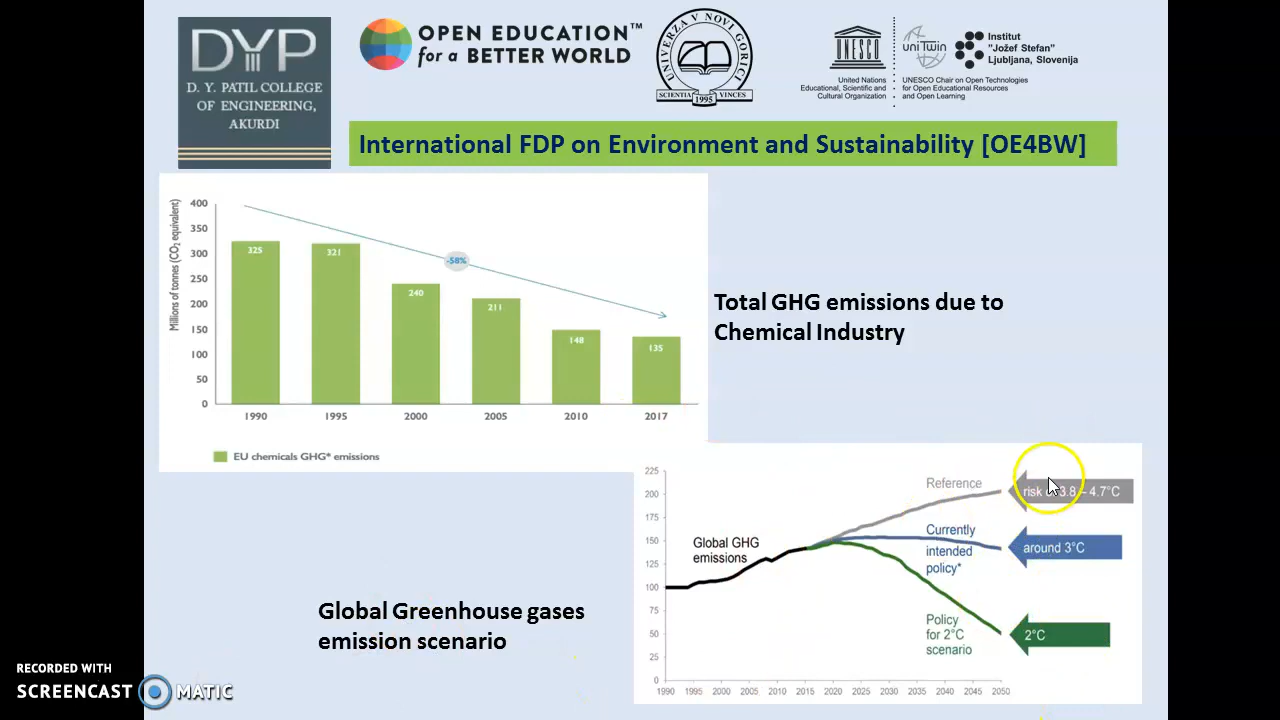 DYP
D. Y. PATIL COLLEGE
OF ENGINEERING,
AKURDI
OPEN EDUCATION™
for a BETTER WORLD
UNIVERZA V NOVI GORICI
SCIENTIA VINCES
1995
UNESCO
United Nations
Educational, Scientific and
Cultural Organization
uniTwin
Institut
"Jožef Stefan"
Ljubljana, Slovenija
UNESCO Chair on Open Technologies
for Open Educational Resources
and Open Learning
International FDP on Environment and Sustainability [OE4BW]
Millions of tonnes (CO2 equivalent)
400
350
300
250
200
150
100
50
0
325
321
240
211
148
135
-58%
1990 1995 2000 2005 2010 2017
EU chemicals GHG* emissions
Total GHG emissions due to
Chemical Industry
225
200
175
150
125
100
75
50
25
0
Global GHG
emissions
Reference
risk 3.8 – 4.7°C
Currently
intended
policy*
around 3°C
Policy
for 2°C
scenario
2°C
1990 1995 2000 2005 2010 2015 2020 2025 2030 2035 2040 2045 2050
Global Greenhouse gases
emission scenario
RECORDED WITH
SCREENCAST MATIC